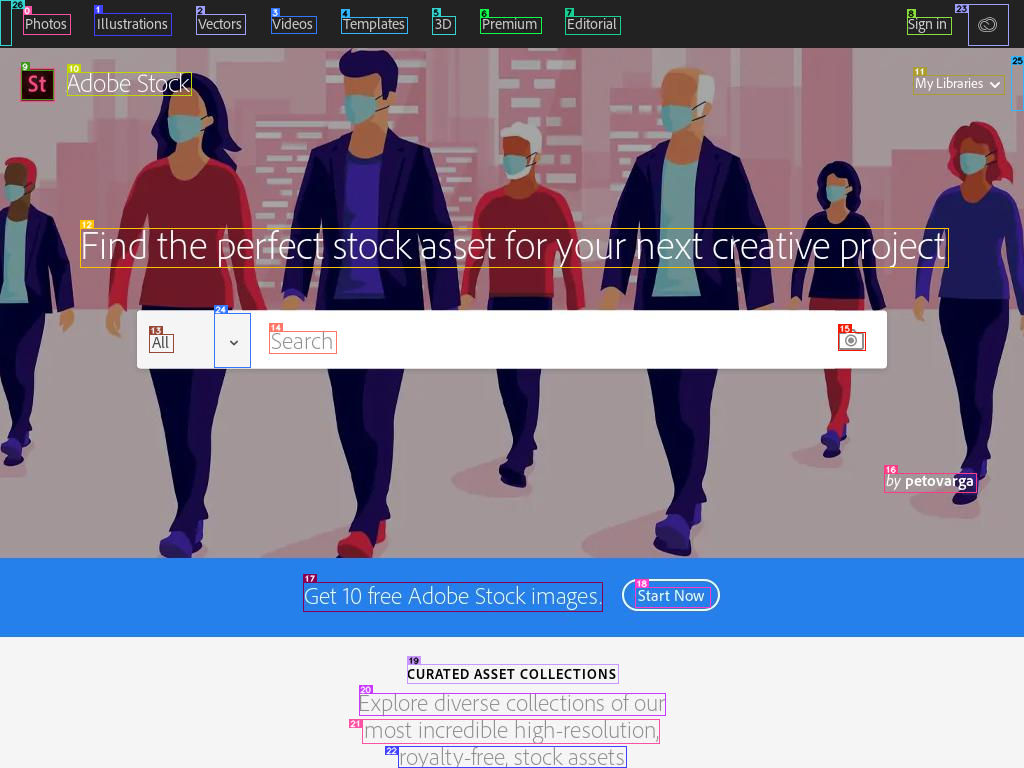 Photos Illustrations Vectors Videos Templates 3D Premium Editorial Sign in
St Adobe Stock My Libraries
Find the perfect stock asset for your next creative project
All Search
by petovarga
Get 10 free Adobe Stock images. Start Now
CURATED ASSET COLLECTIONS
Explore diverse collections of our
most incredible high-resolution,
royalty-free, stock assets
0
1
2
3
4
5
6
7
8
9
10
11
12
13
14
15
16
17
18
19
20
21
22
23
24
25
26